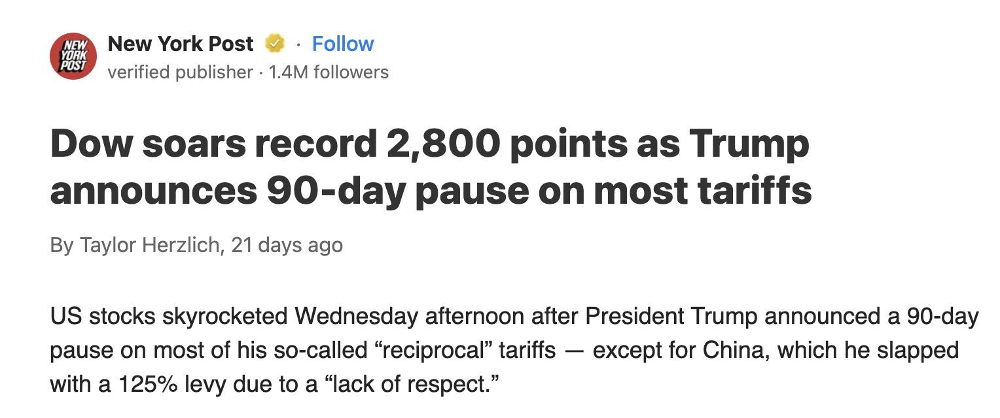 NEW
YORK
POST
New York Post · Follow
verified publisher · 1.4M followers
Dow soars record 2,800 points as Trump
announces 90-day pause on most tariffs
By Taylor Herzlich, 21 days ago
US stocks skyrocketed Wednesday afternoon after President Trump announced a 90-day
pause on most of his so-called “reciprocal” tariffs — except for China, which he slapped
with a 125% levy due to a “lack of respect.”